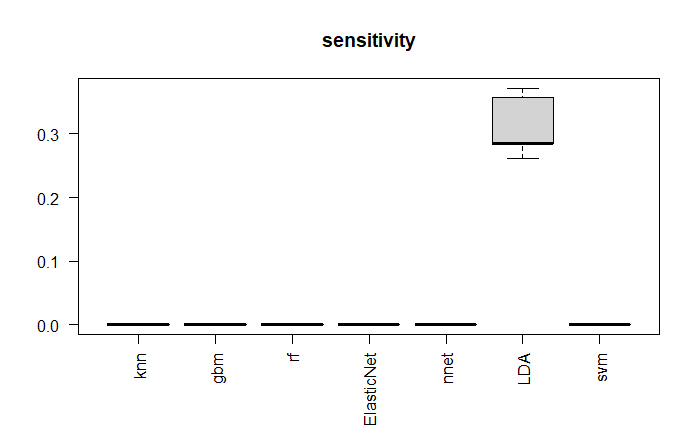 sensitivity
0.3
0.2
0.1
0.0
knn
gbm
rf
ElasticNet
nnet
LDA
svm